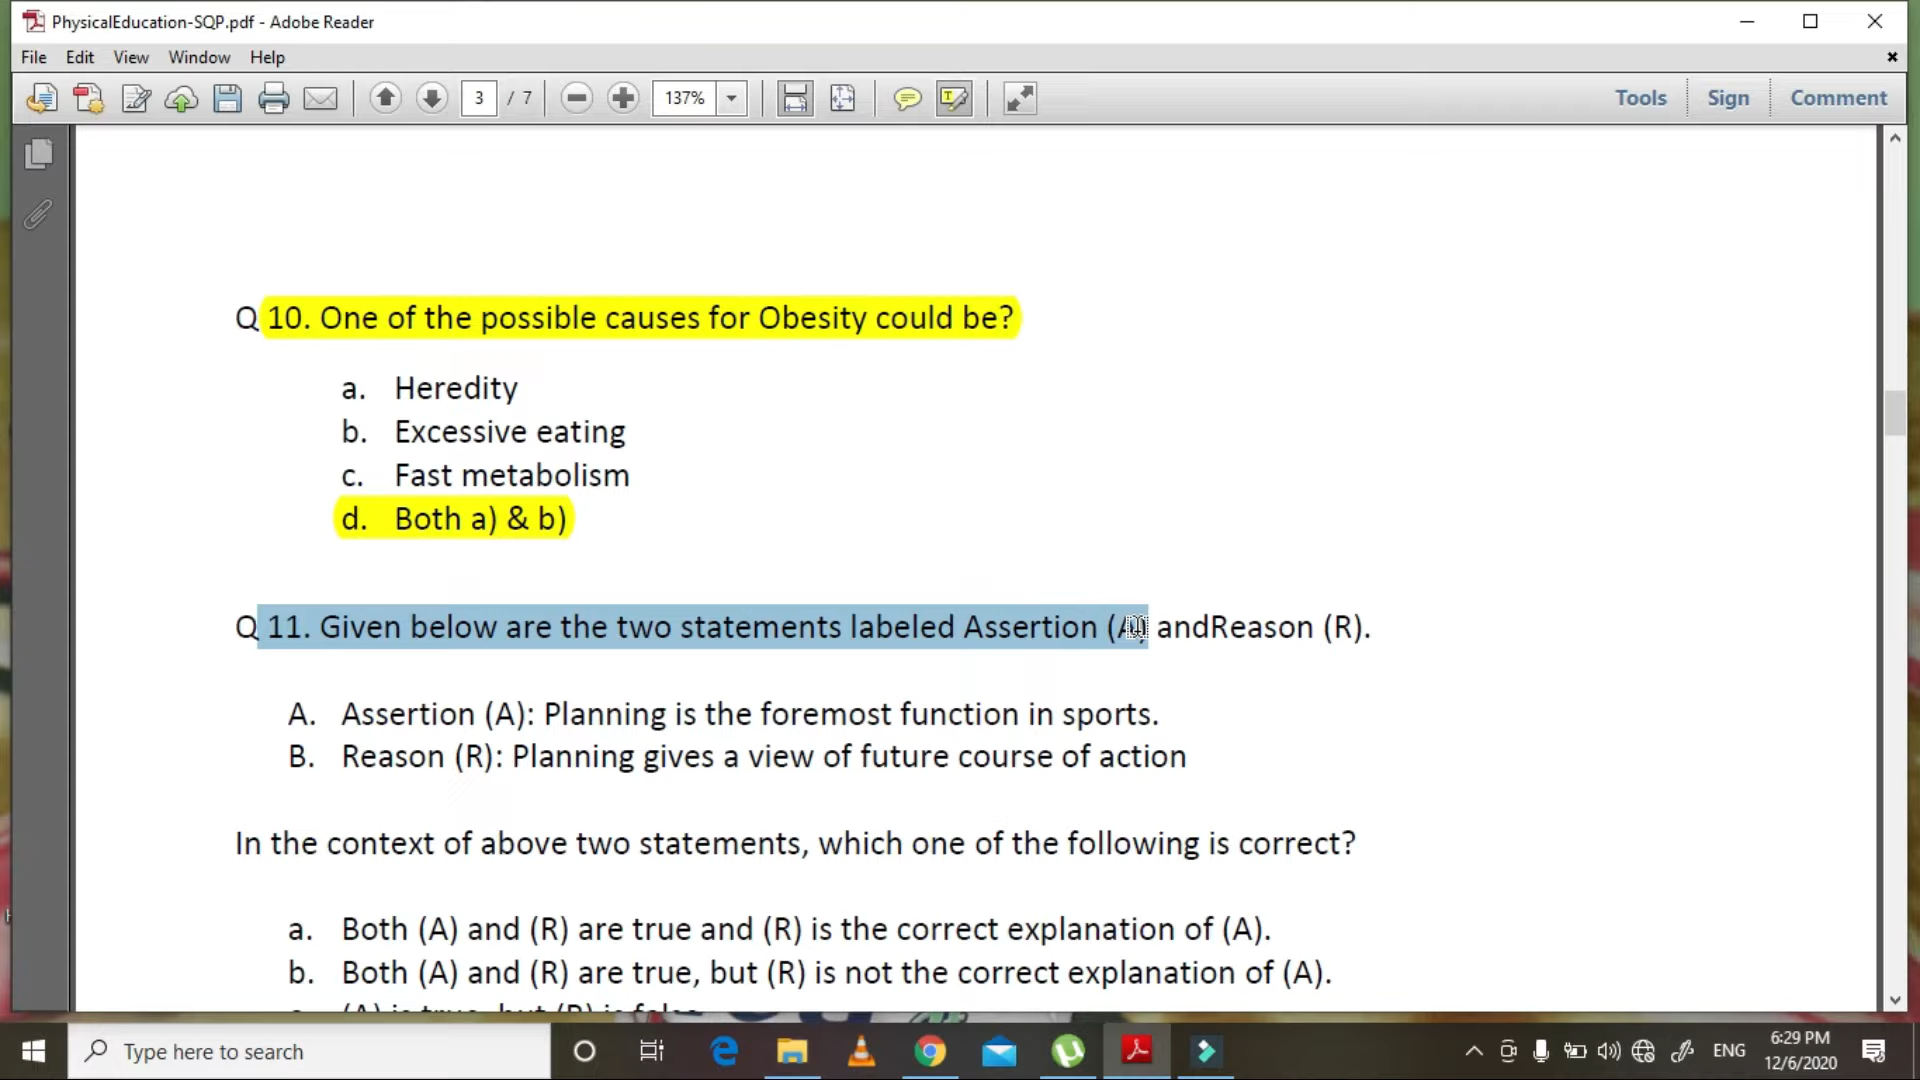 PhysicalEducation-SQP.pdf - Adobe Reader
File Edit View Window Help
3 / 7 137% Tools Sign Comment
Q 10. One of the possible causes for Obesity could be?
a. Heredity
b. Excessive eating
c. Fast metabolism
d. Both a) & b)
Q 11. Given below are the two statements labeled Assertion (A) andReason (R).
A. Assertion (A): Planning is the foremost function in sports.
B. Reason (R): Planning gives a view of future course of action
In the context of above two statements, which one of the following is correct?
a. Both (A) and (R) are true and (R) is the correct explanation of (A).
b. Both (A) and (R) are true, but (R) is not the correct explanation of (A).
(A) is true, but (R) is false
Type here to search
ENG
6:29 PM
12/6/2020